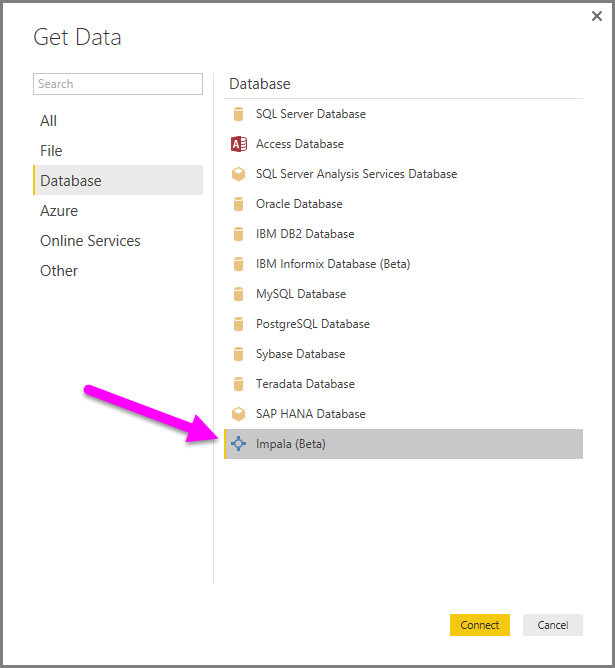 Get Data
Search
All
File
Database
Azure
Online Services
Other
Database
SQL Server Database
A
Access Database
SQL Server Analysis Services Database
Oracle Database
IBM DB2 Database
IBM Informix Database (Beta)
MySQL Database
PostgreSQL Database
Sybase Database
Teradata Database
SAP HANA Database
Impala (Beta)
Connect
Cancel